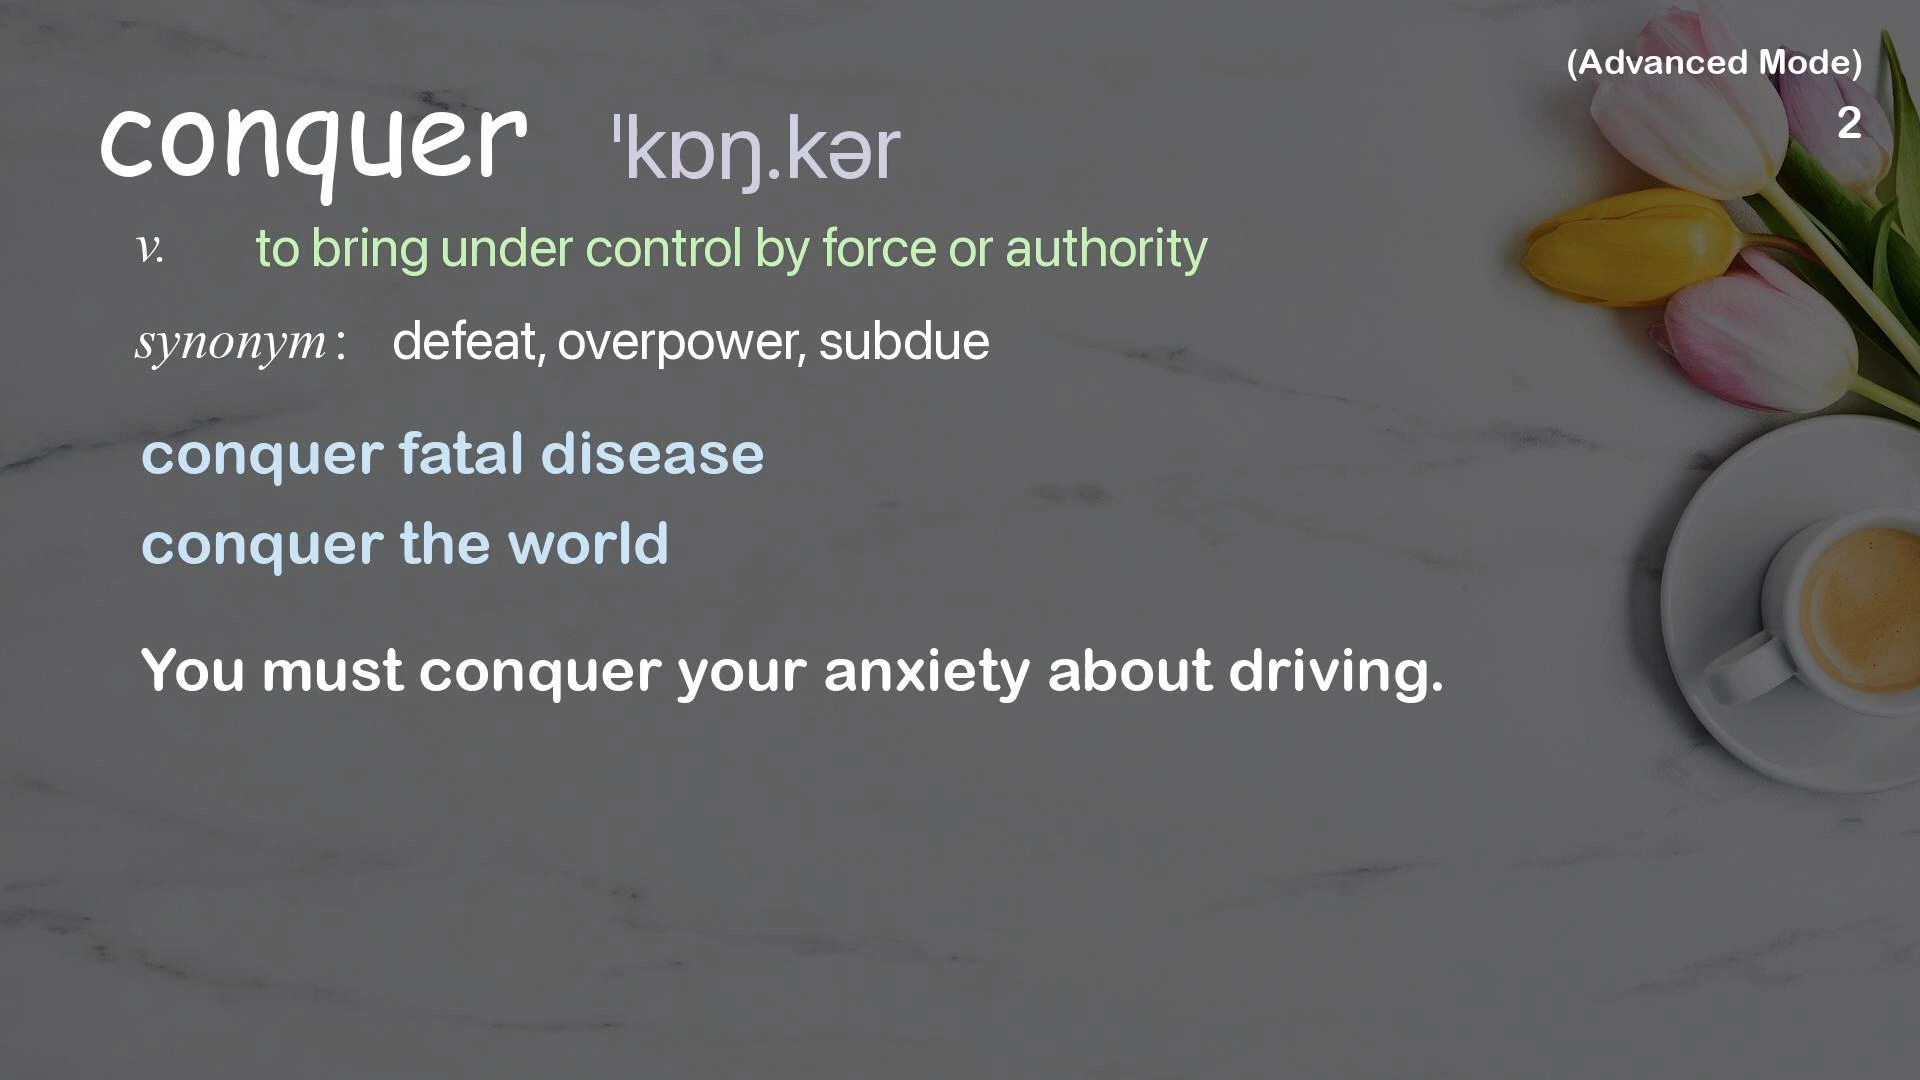 (Advanced Mode)
2
conquer ˈkɒŋ.kər
v. to bring under control by force or authority
synonym : defeat, overpower, subdue
conquer fatal disease
conquer the world
You must conquer your anxiety about driving.